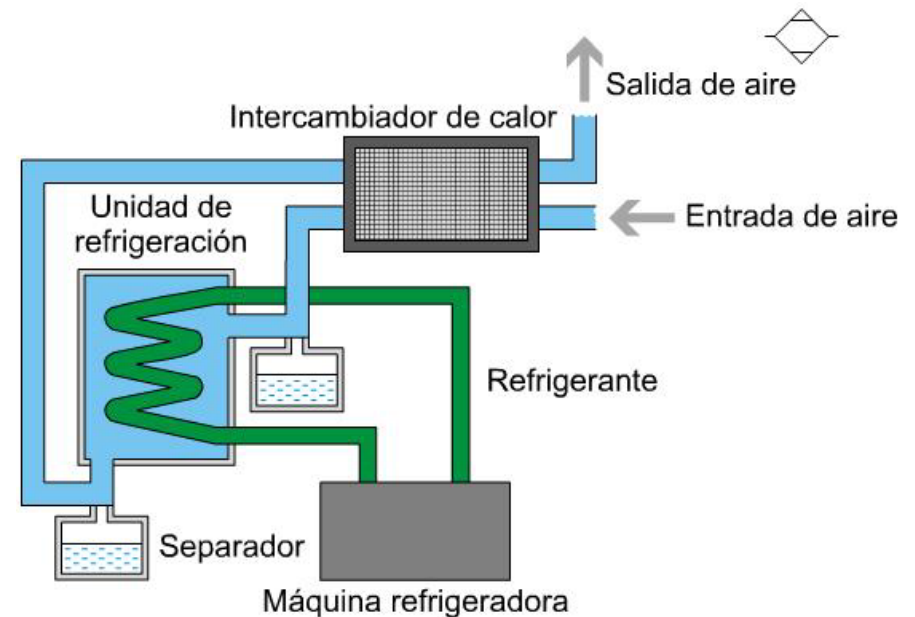 Salida de aire
Intercambiador de calor
Unidad de
refrigeración
Entrada de aire
Refrigerante
Separador
Máquina refrigeradora